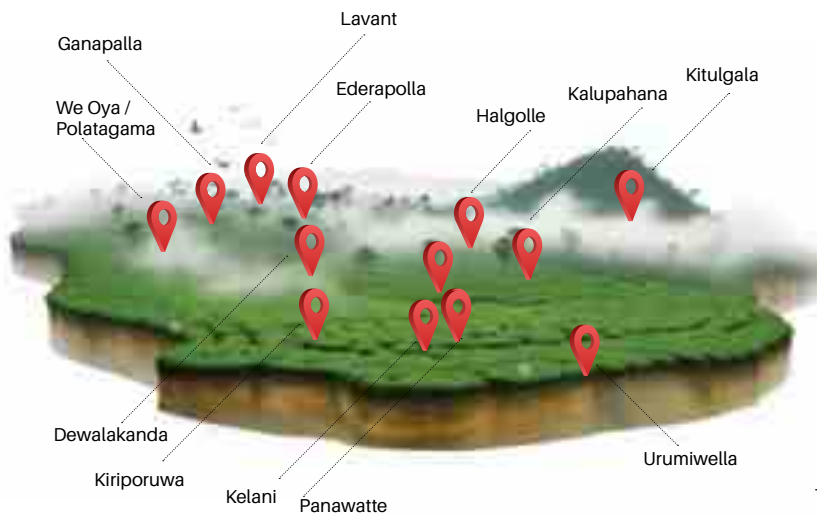 Lavant
Ganapalla
Kitulgala
Ederapolla
Kalupahana
We Oya /
Polatagama
Halgolle
Dewalakanda
Urumiwella
Kiriporuwa
Kelani
Panawatte